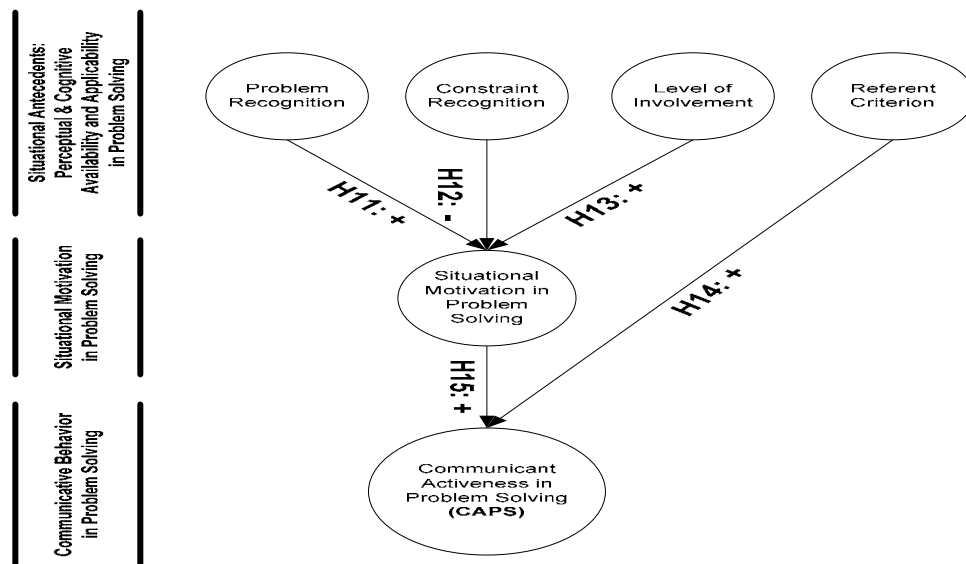 Situational Antecedents:
Perceptual & Cognitive
Availability and Applicability
in Problem Solving
Problem
Recognition
Constraint
Recognition
Level of
Involvement
Referent
Criterion
H11: +
H12: -
H13: +
H14: +
Situational Motivation
in Problem Solving
Situational
Motivation in
Problem
Solving
H15: +
Communicative Behavior
in Problem Solving
Communicant
Activeness in
Problem Solving
(CAPS)